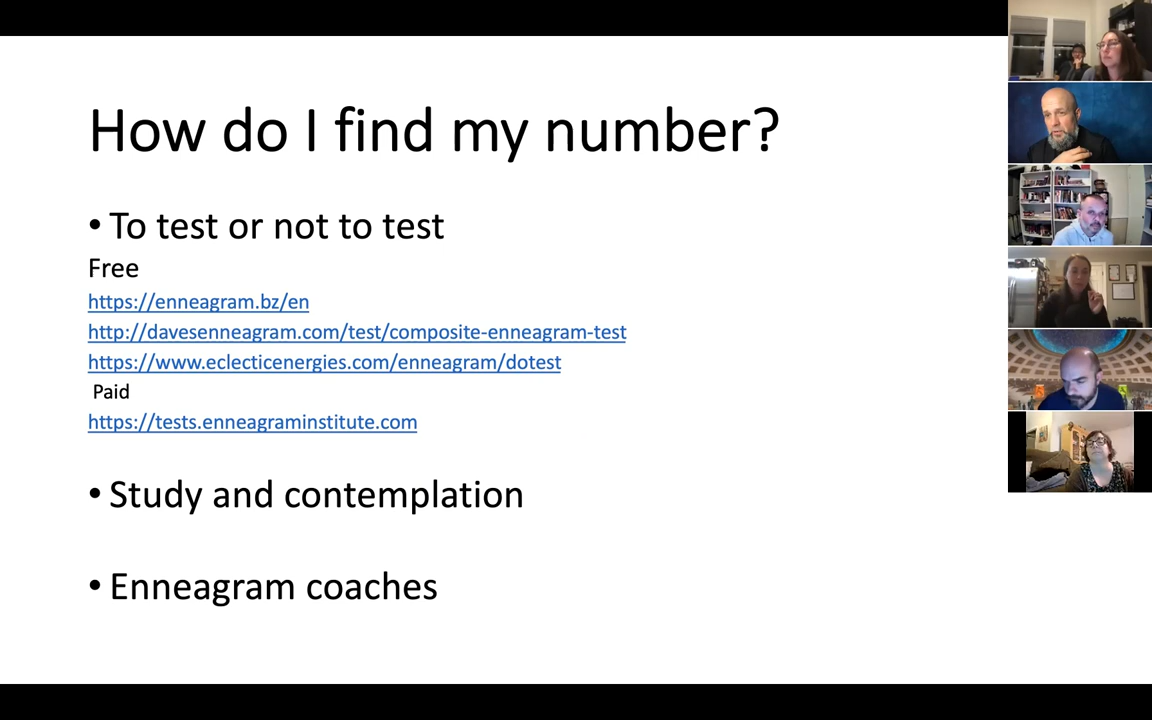 How do I find my number?
• To test or not to test
Free
https://enneagram.bz/en
http://davesenneagram.com/test/composite-enneagram-test
https://www.eclecticenergies.com/enneagram/dotest
Paid
https://tests.enneagraminstitute.com
• Study and contemplation
• Enneagram coaches